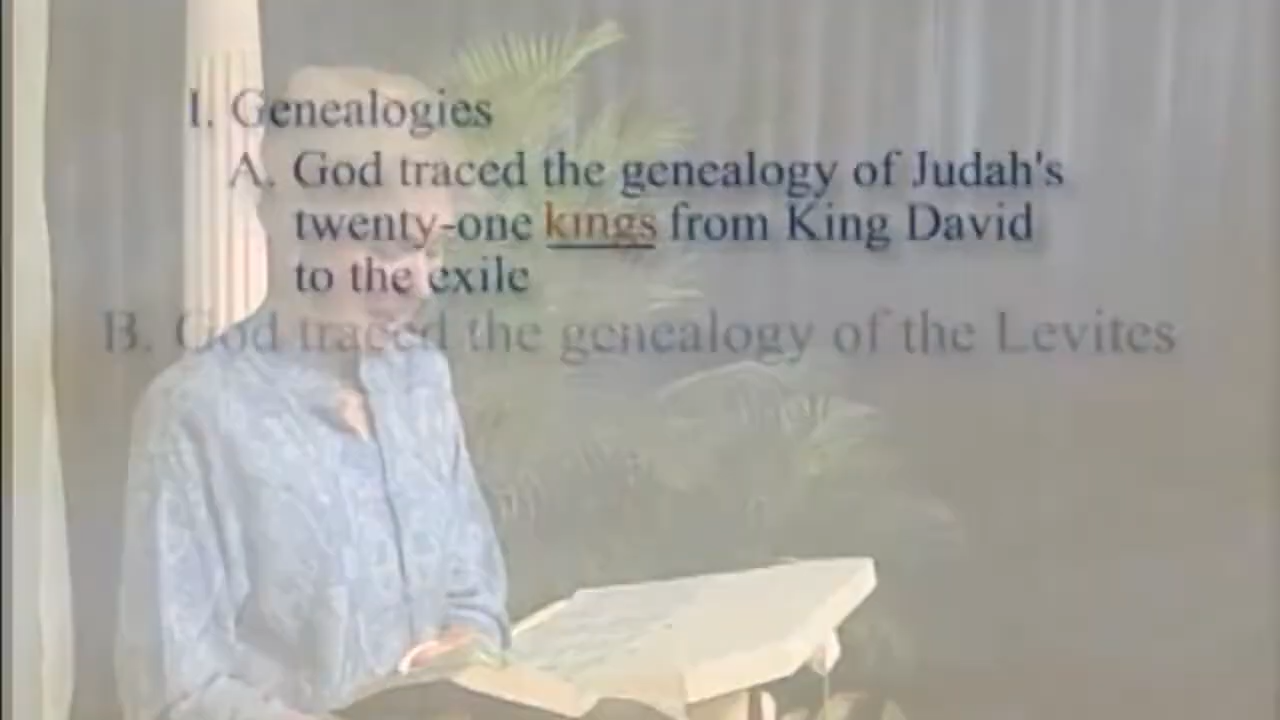 I. Genealogies
A. God traced the genealogy of Judah's
twenty-one kings from King David
to the exile
B. God traced the genealogy of the Levites